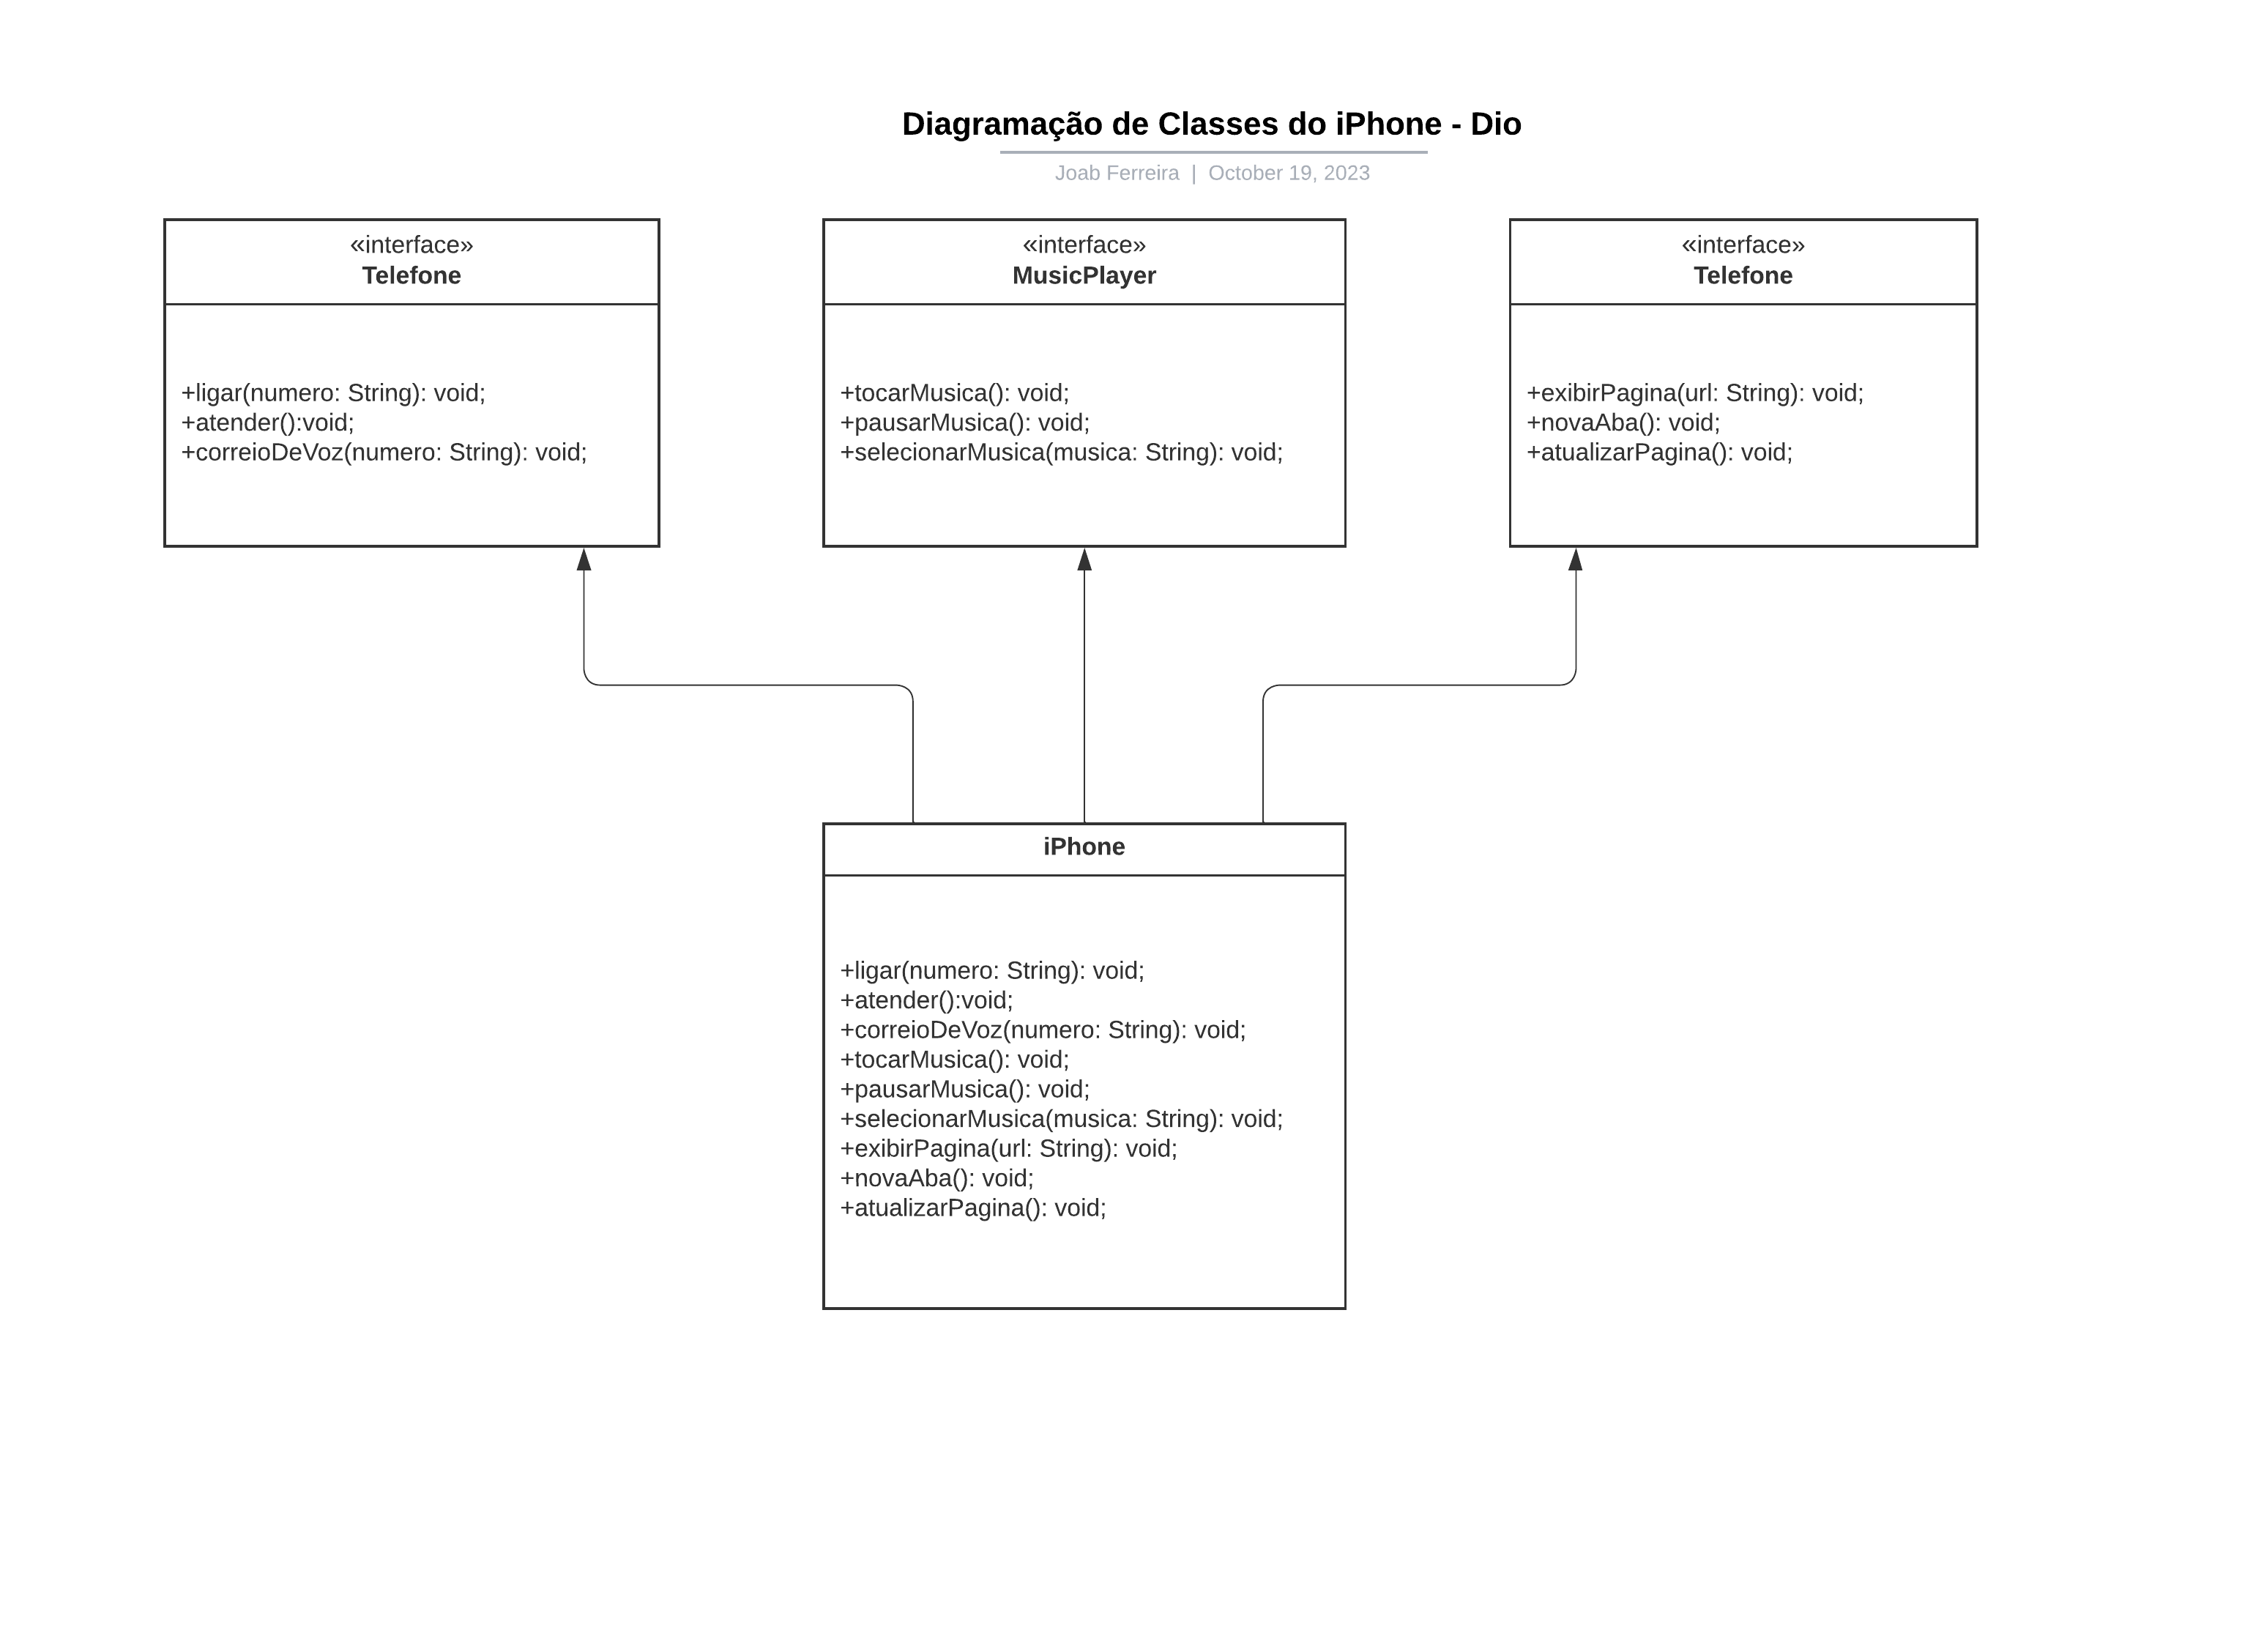 Diagramação de Classes do iPhone - Dio
Joab Ferreira | October 19, 2023
«interface»
Telefone
+ligar(numero: String): void;
+atender():void;
+correioDeVoz(numero: String): void;
«interface»
MusicPlayer
+tocarMusica(): void;
+pausarMusica(): void;
+selecionarMusica(musica: String): void;
«interface»
Telefone
+exibirPagina(url: String): void;
+novaAba(): void;
+atualizarPagina(): void;
iPhone
+ligar(numero: String): void;
+atender():void;
+correioDeVoz(numero: String): void;
+tocarMusica(): void;
+pausarMusica(): void;
+selecionarMusica(musica: String): void;
+exibirPagina(url: String): void;
+novaAba(): void;
+atualizarPagina(): void;